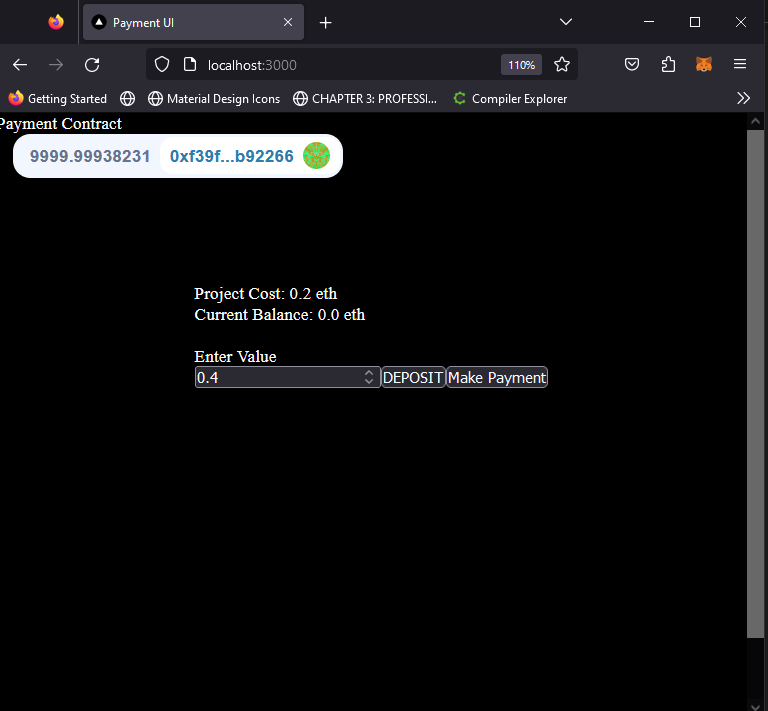 Payment UI
localhost:3000
110%
Getting Started
Material Design Icons
CHAPTER 3: PROFESSI...
Compiler Explorer
Payment Contract
9999.99938231
0xf39f...b92266
Project Cost: 0.2 eth
Current Balance: 0.0 eth
Enter Value
0.4
DEPOSIT
Make Payment